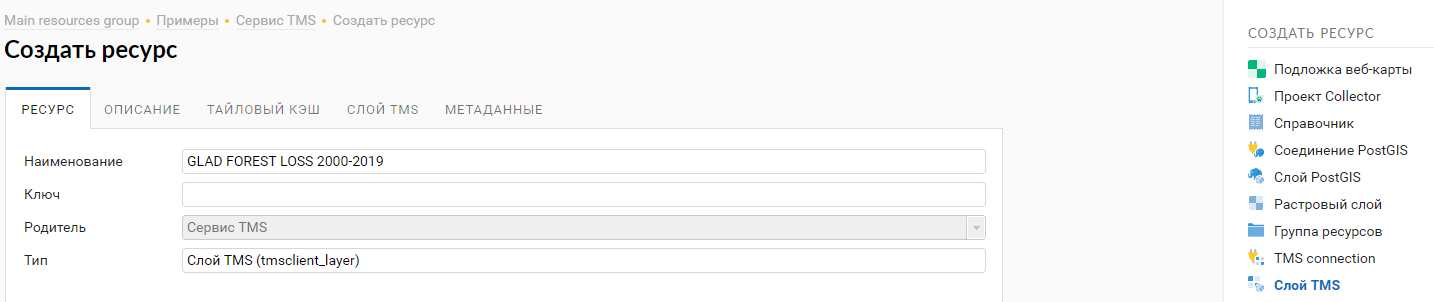 Main resources group • Примеры • Сервис TMS • Создать ресурс
Создать ресурс
РЕСУРС ОПИСАНИЕ ТАЙЛОВЫЙ КЭШ СЛОЙ TMS МЕТАДАННЫЕ
Наименование GLAD FOREST LOSS 2000-2019
Ключ
Родитель Сервис TMS
Тип Слой TMS (tmsclient_layer)
СОЗДАТЬ РЕСУРС
Подложка веб-карты
Проект Collector
Справочник
Соединение PostGIS
Слой PostGIS
Растровый слой
Группа ресурсов
TMS connection
Слой TMS